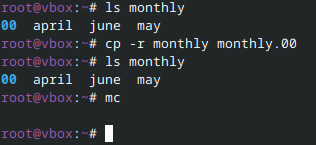 root@vbox:~# ls monthly
00  april  june  may
root@vbox:~# cp -r monthly monthly.00
root@vbox:~# ls monthly
00  april  june  may
root@vbox:~# mc
root@vbox:~#